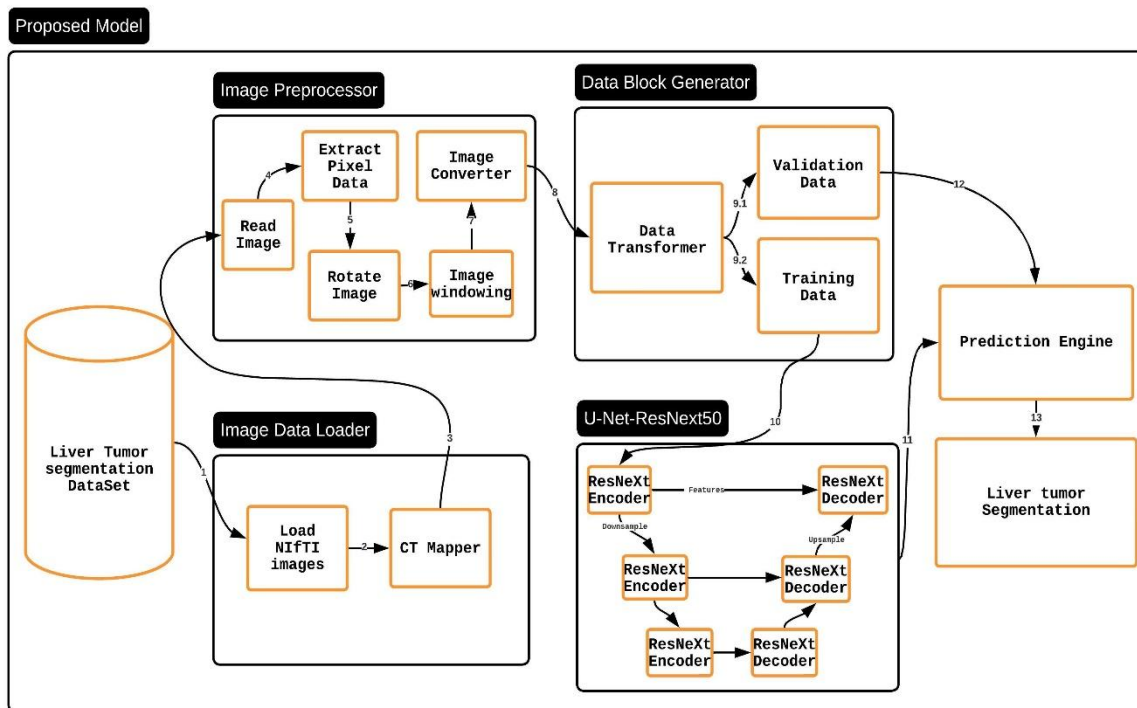 Proposed Model
Image Preprocessor
Data Block Generator
Extract
Pixel
Data
Image
Converter
Validation
Data
4
8
9.1
12
Read
Image
5
7
Data
Transformer
9.2
Rotate
Image
6
Image
windowing
Training
Data
Prediction Engine
Liver Tumor
segmentation
DataSet
Image Data Loader
3
U-Net-ResNext50
10
11
13
1
ResNeXt
Encoder
Features
ResNeXt
Decoder
Liver tumor
Segmentation
Load
NIfTI
images
2
CT Mapper
Downsample
Upsample
ResNeXt
Encoder
ResNeXt
Decoder
ResNeXt
Encoder
ResNeXt
Decoder